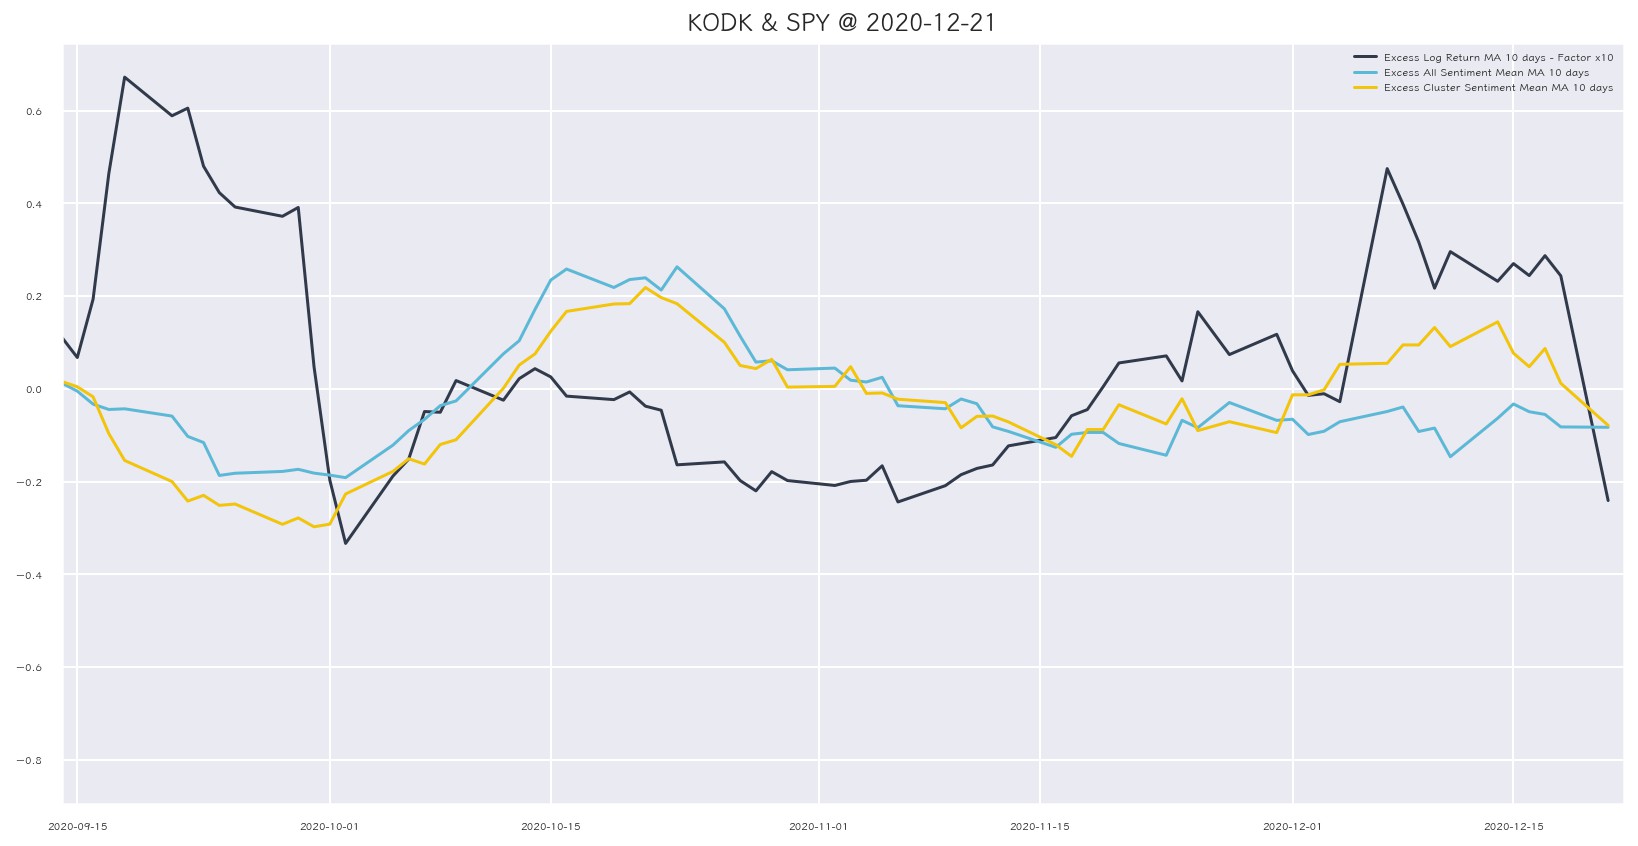 KODK & SPY @ 2020-12-21
Excess Log Return MA 10 days - Factor x10
Excess All Sentiment Mean MA 10 days
Excess Cluster Sentiment Mean MA 10 days
0.6
0.4
0.2
0.0
−0.2
−0.4
−0.6
−0.8
2020-09-15 2020-10-01 2020-10-15 2020-11-01 2020-11-15 2020-12-01 2020-12-15